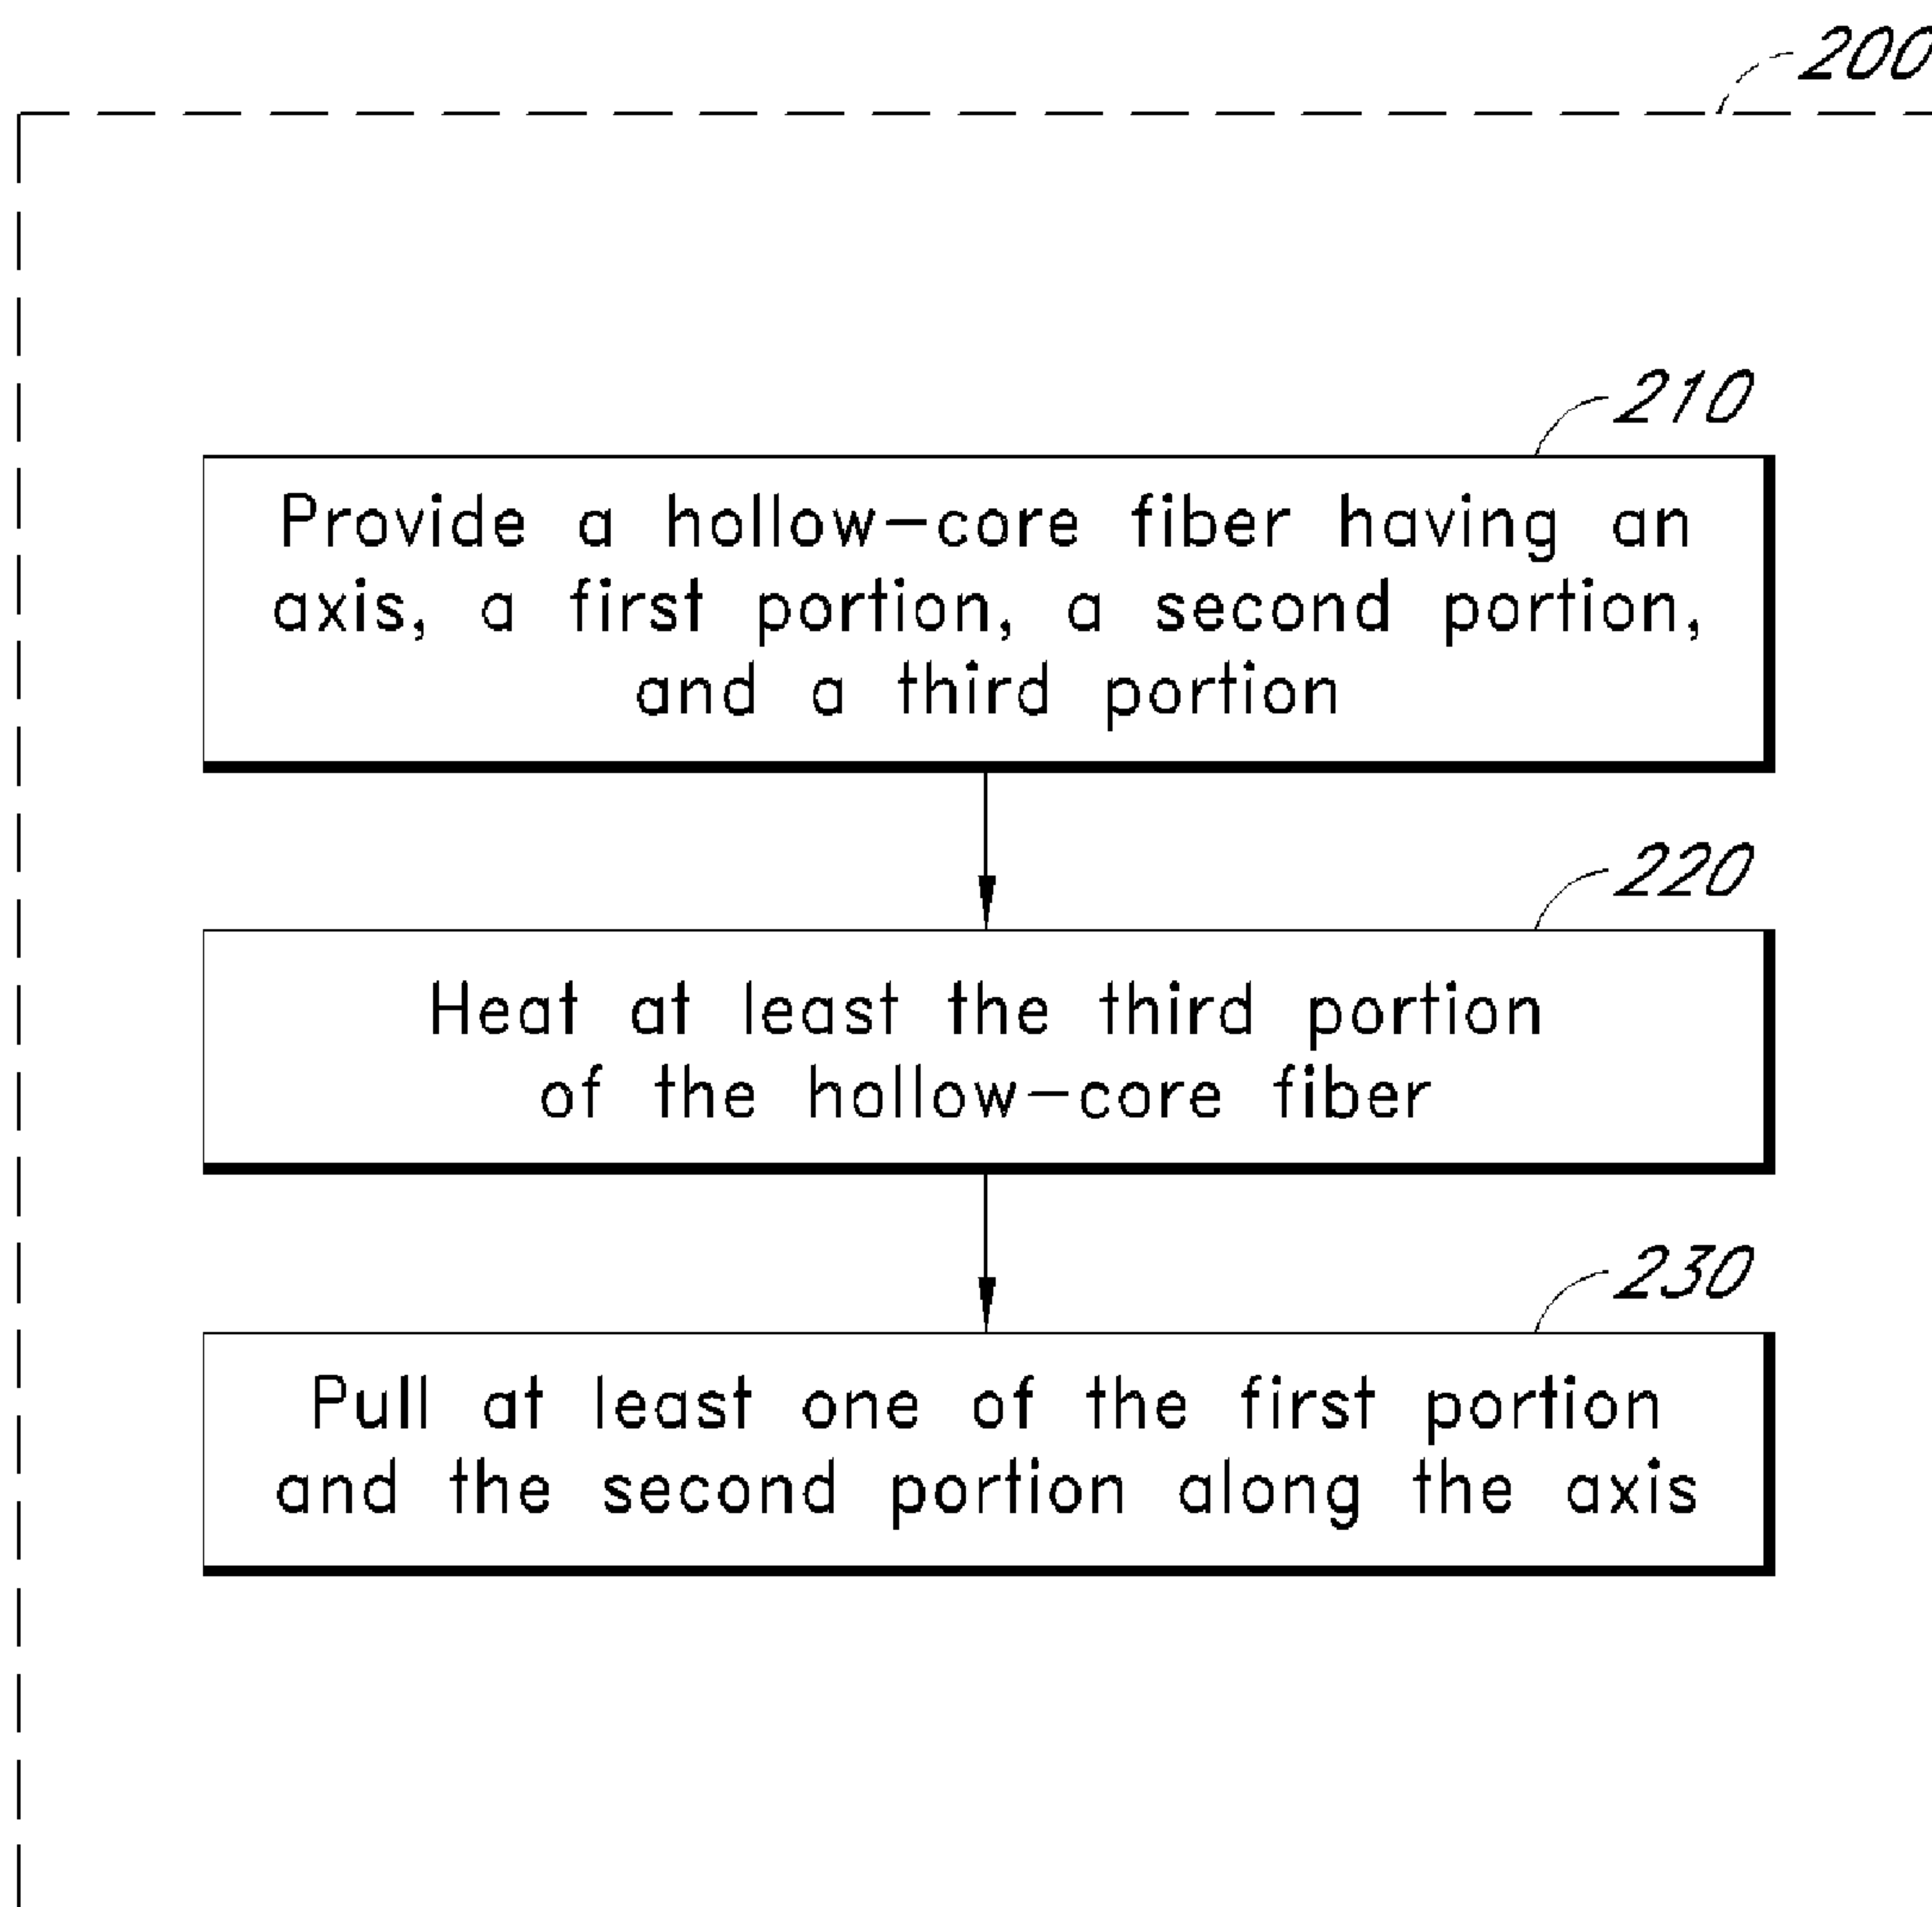 200
210
Provide a hollow-core fiber having an
axis, a first portion, a second portion,
and a third portion
220
Heat at least the third portion
of the hollow-core fiber
230
Pull at least one of the first portion
and the second portion along the axis